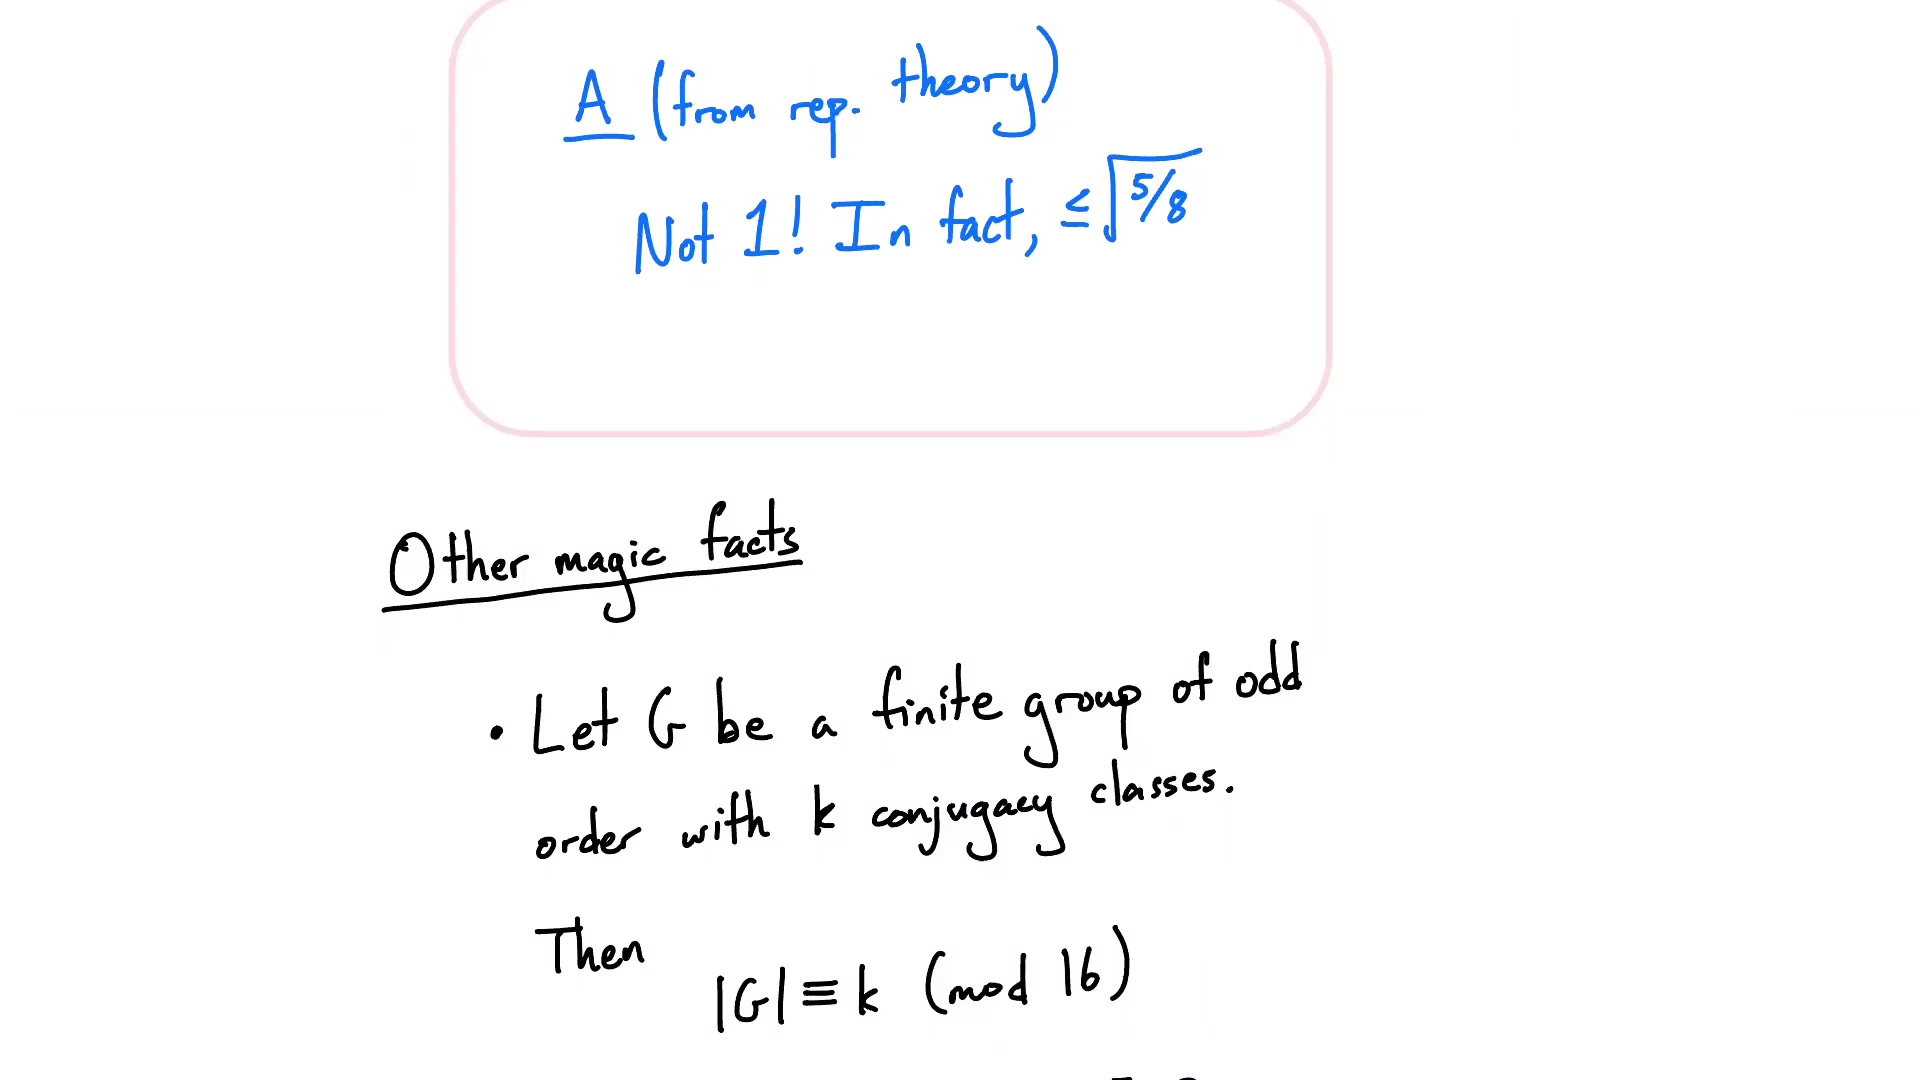 A (from rep. theory)
Not 1! In fact, ≤√5/8
Other magic facts
• Let G be a finite group of odd
order with k conjugacy classes.
Then
|G| ≡ k (mod 16)